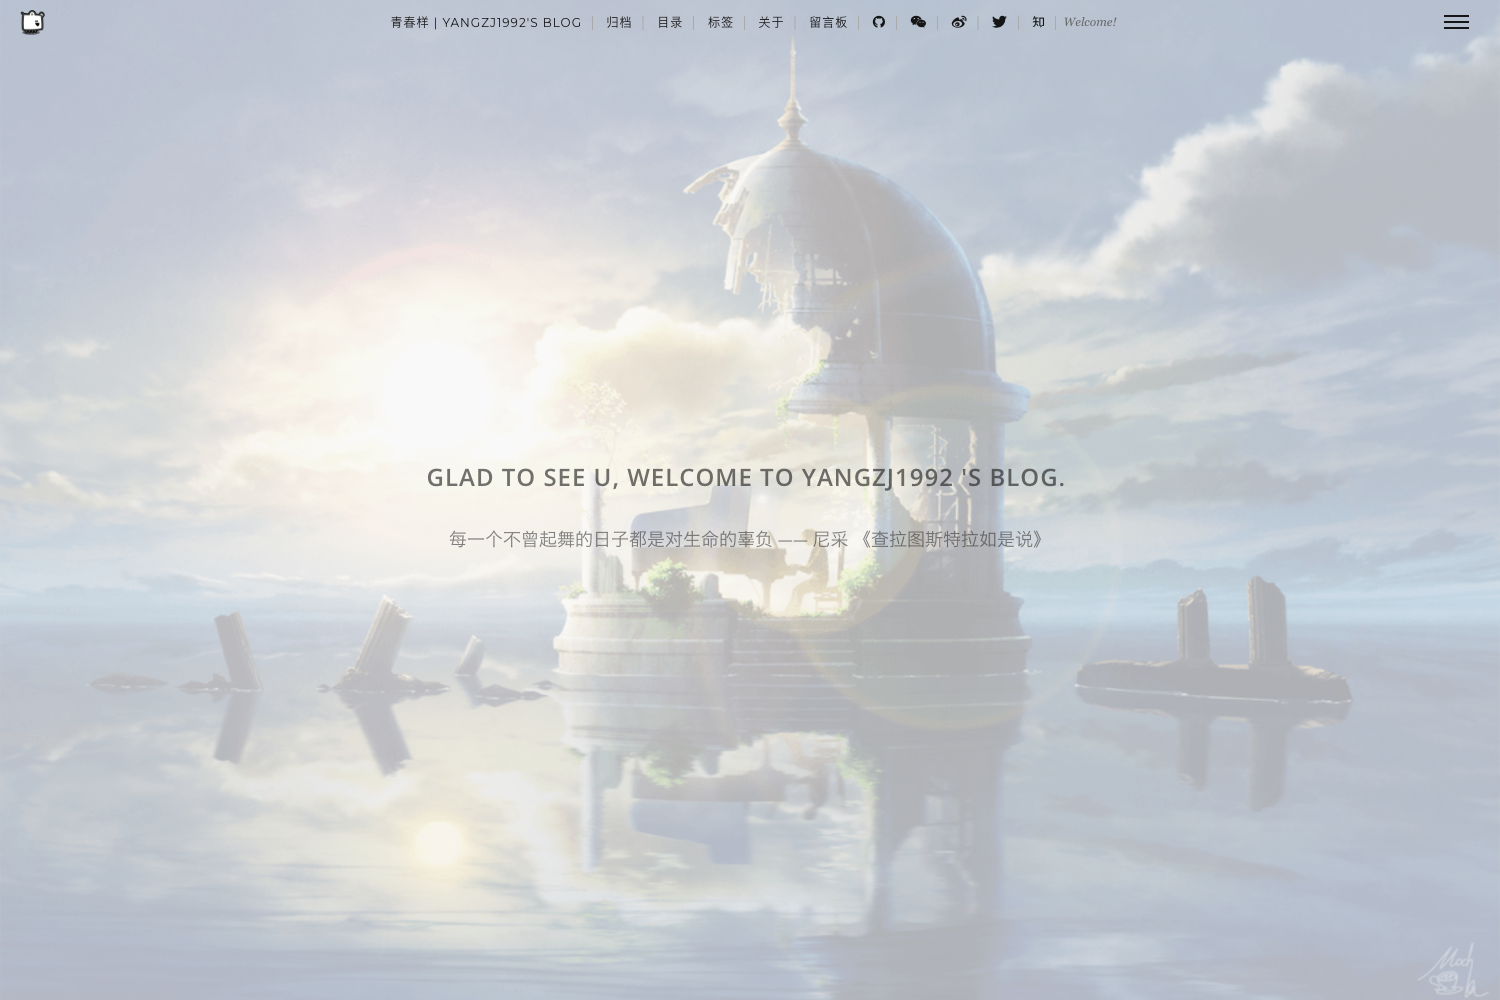 青春样 | YANGZJ1992'S BLOG 归档 目录 标签 关于 留言板 知 Welcome!
GLAD TO SEE U, WELCOME TO YANGZJ1992 'S BLOG.
每一个不曾起舞的日子都是对生命的辜负 —— 尼采 《查拉图斯特拉如是说》